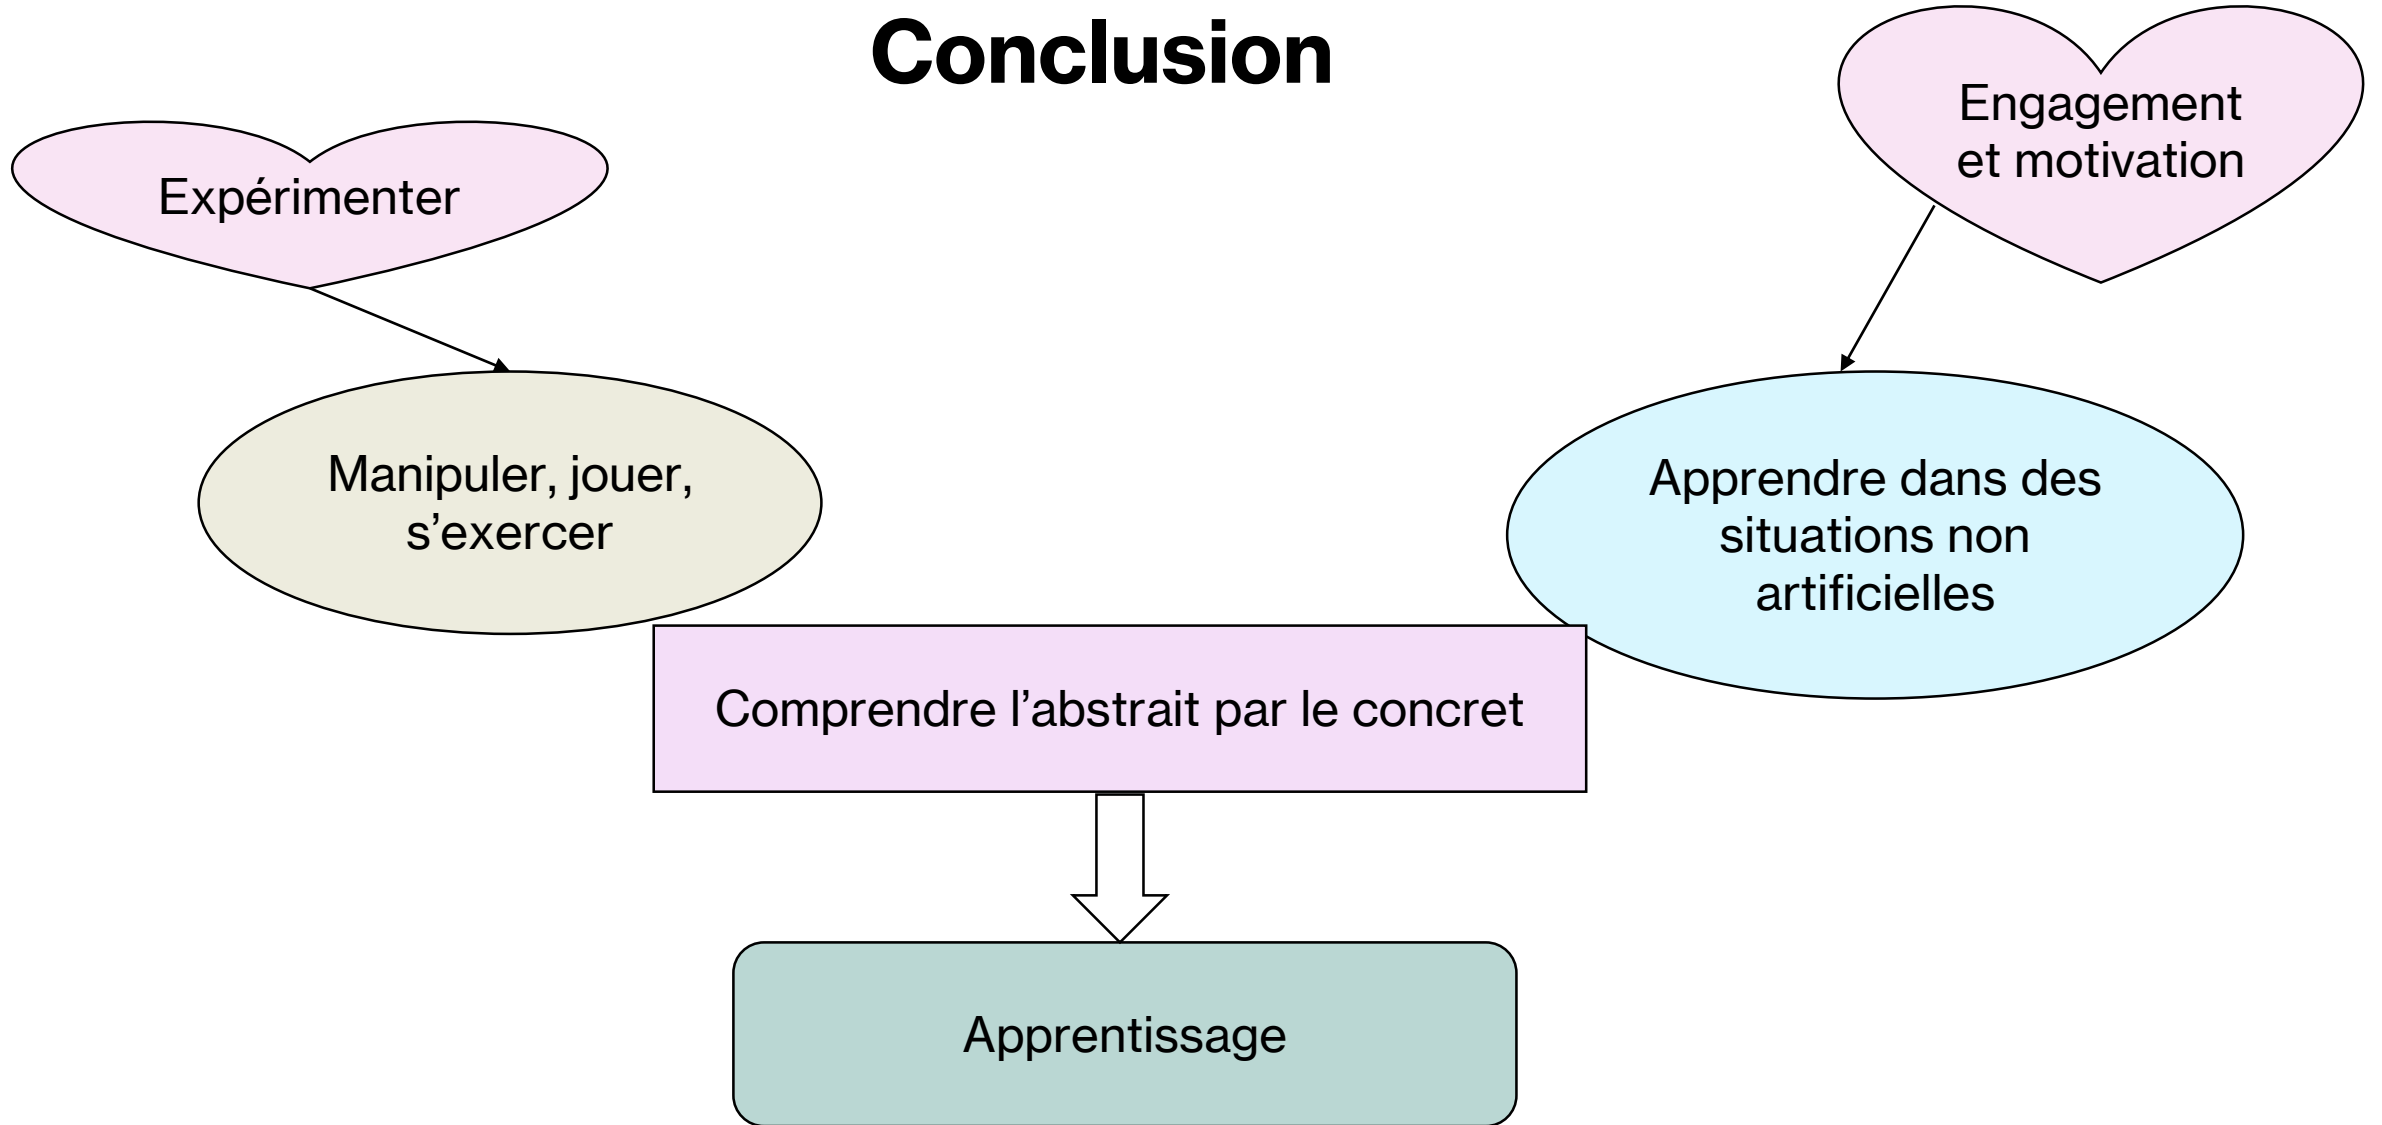 Conclusion
Expérimenter
Engagement
et motivation
Manipuler, jouer,
s’exercer
Apprendre dans des
situations non
artificielles
Comprendre l’abstrait par le concret
Apprentissage